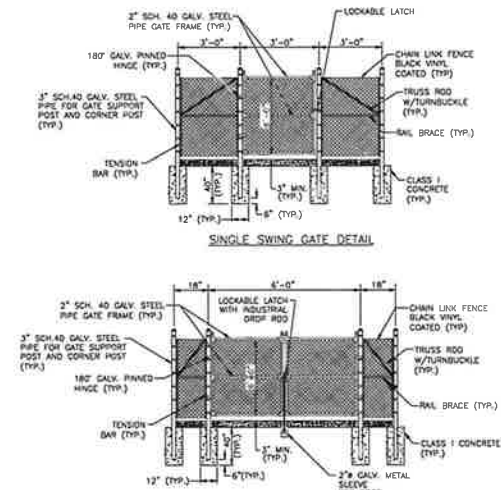 2" SCH. 40 GALV. STEEL
PIPE GATE FRAME (TYP.)
LOCKABLE LATCH
3'-0"
(TYP.)
3'-0"
(TYP.)
3'-0"
(TYP.)
180° GALV. PINNED
HINGE (TYP.)
CHAIN LINK FENCE
BLACK VINYL
COATED (TYP)
3" SCH.40 GALV. STEEL
PIPE FOR GATE SUPPORT
POST AND CORNER POST
(TYP.)
TRUSS ROD
W/TURNBUCKLE
(TYP.)
RAIL BRACE (TYP.)
TENSION
BAR (TYP.)
40"
(TYP.)
3" MIN.
(TYP.)
CLASS I
CONCRETE
(TYP.)
12" (TYP.)
6" (TYP.)
SINGLE SWING GATE DETAIL
18"
6'-0"
18"
2" SCH. 40 GALV. STEEL
PIPE GATE FRAME (TYP.)
LOCKABLE LATCH
WITH INDUSTRIAL
DROP ROD
CHAIN LINK FENCE
BLACK VINYL
COATED (TYP.)
3" SCH.40 GALV. STEEL
PIPE FOR GATE SUPPORT
POST AND CORNER POST
(TYP.)
TRUSS ROD
W/TURNBUCKLE
(TYP.)
180° GALV. PINNED
HINGE (TYP.)
RAIL BRACE (TYP.)
TENSION
BAR (TYP.)
40"
(TYP.)
3" MIN.
(TYP.)
CLASS I CONCRETE
(TYP.)
12" (TYP.)
6"(TYP.)
2"ø GALV. METAL
SLEEVE